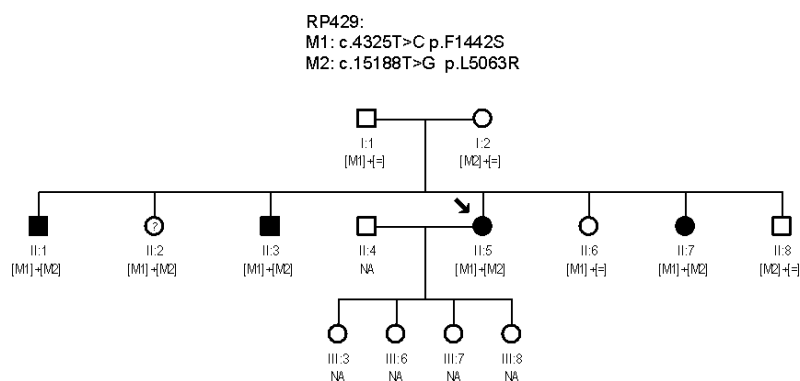 RP429:
M1: c.4325T>C p.F1442S
M2: c.15188T>G p.L5063R
I:1 I:2
[M1]+[=] [M2]+[=]
?
II:1 II:2 II:3 II:4 II:5 II:6 II:7 II:8
[M1]+[M2] [M1]+[M2] [M1]+[M2] NA [M1]+[M2] [M1]+[=] [M1]+[M2] [M2]+[=]
III:3 III:6 III:7 III:8
NA NA NA NA